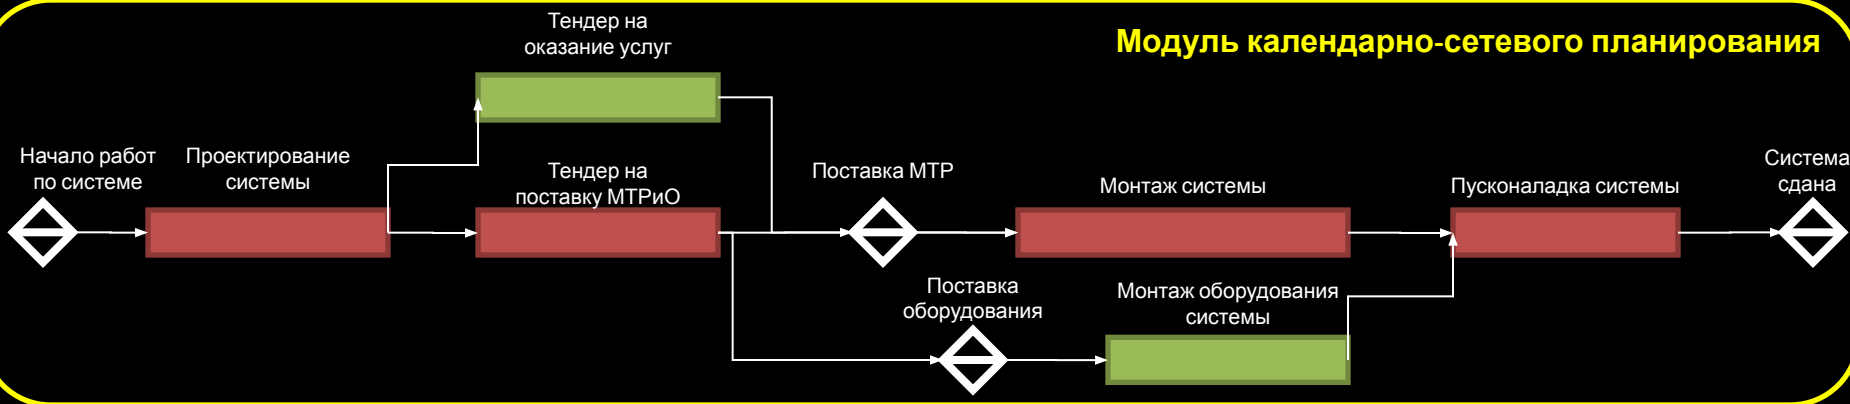 Тендер на
оказание услуг
Модуль календарно-сетевого планирования
Начало работ
по системе
Проектирование
системы
Тендер на
поставку МТРиО
Поставка МТР
Монтаж системы
Пусконаладка системы
Система
сдана
Поставка
оборудования
Монтаж оборудования
системы